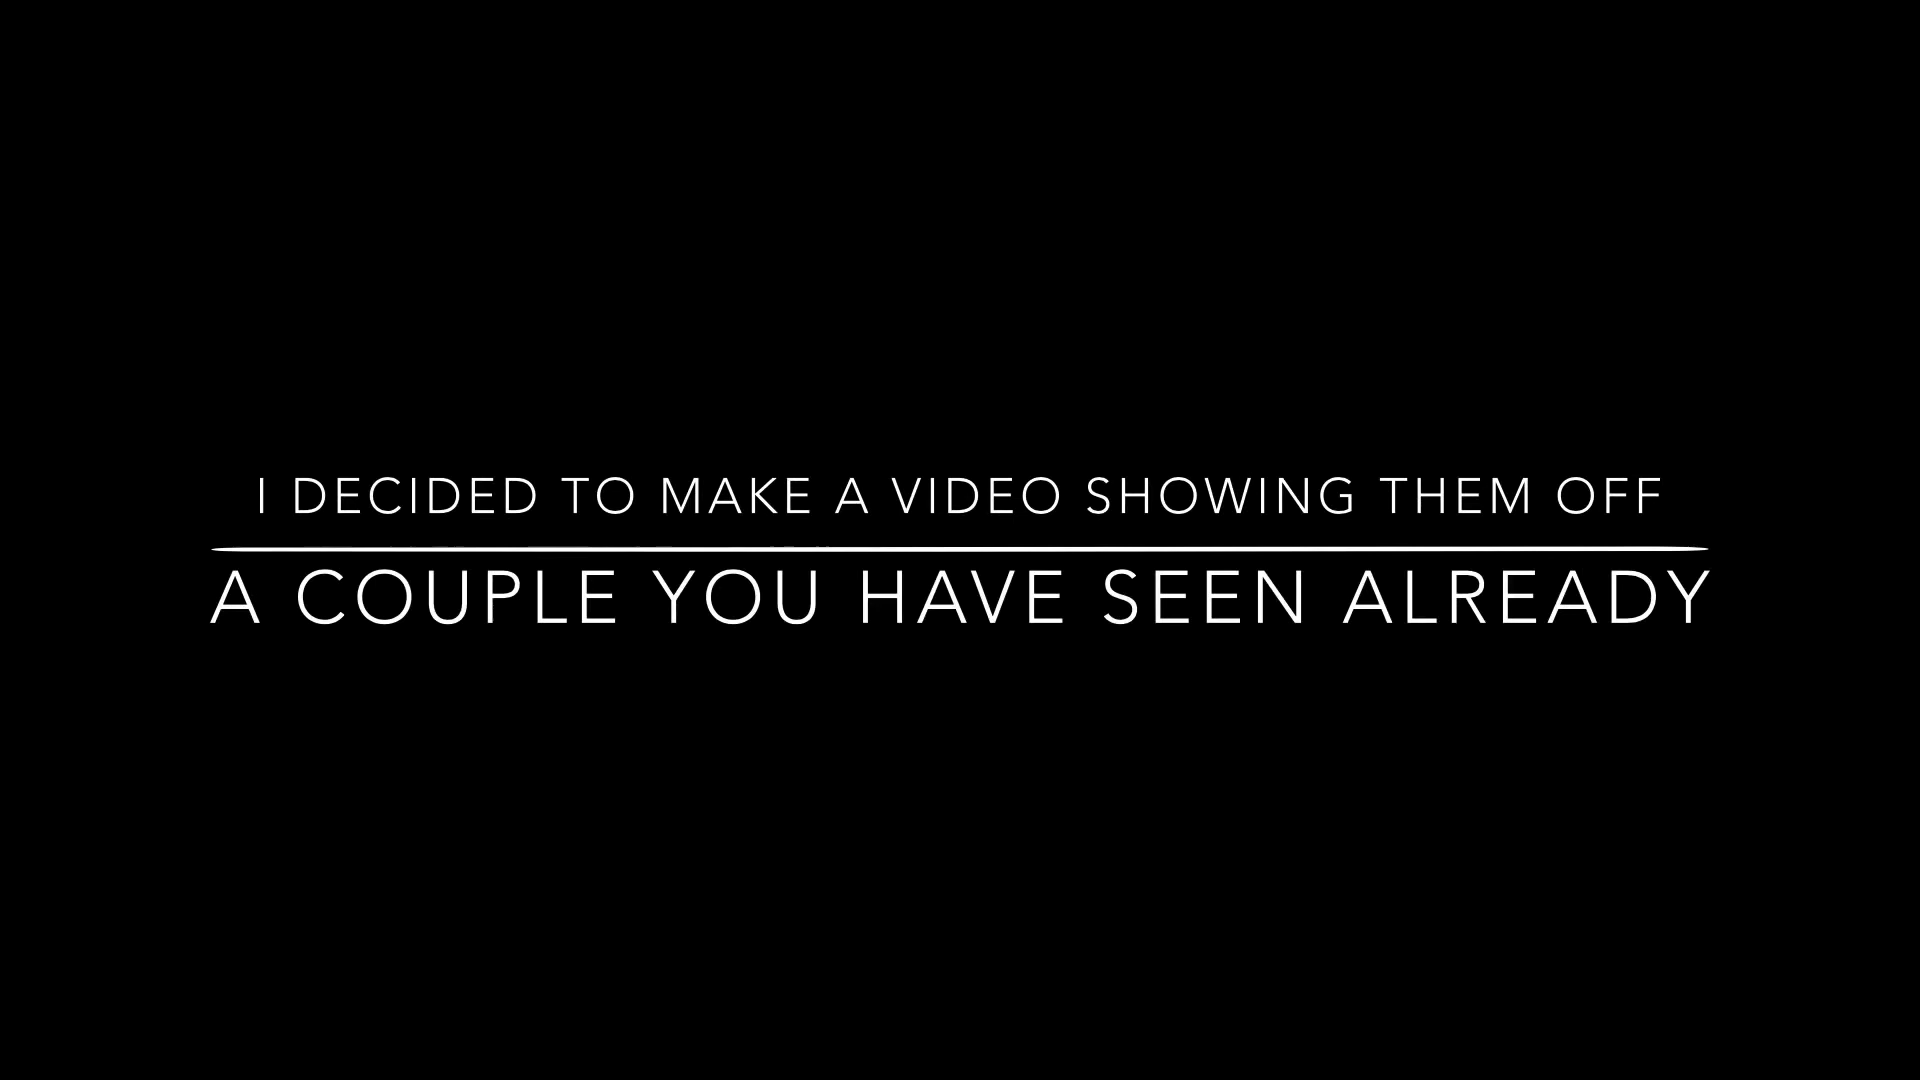 I DECIDED TO MAKE A VIDEO SHOWING THEM OFF
A COUPLE YOU HAVE SEEN ALREADY